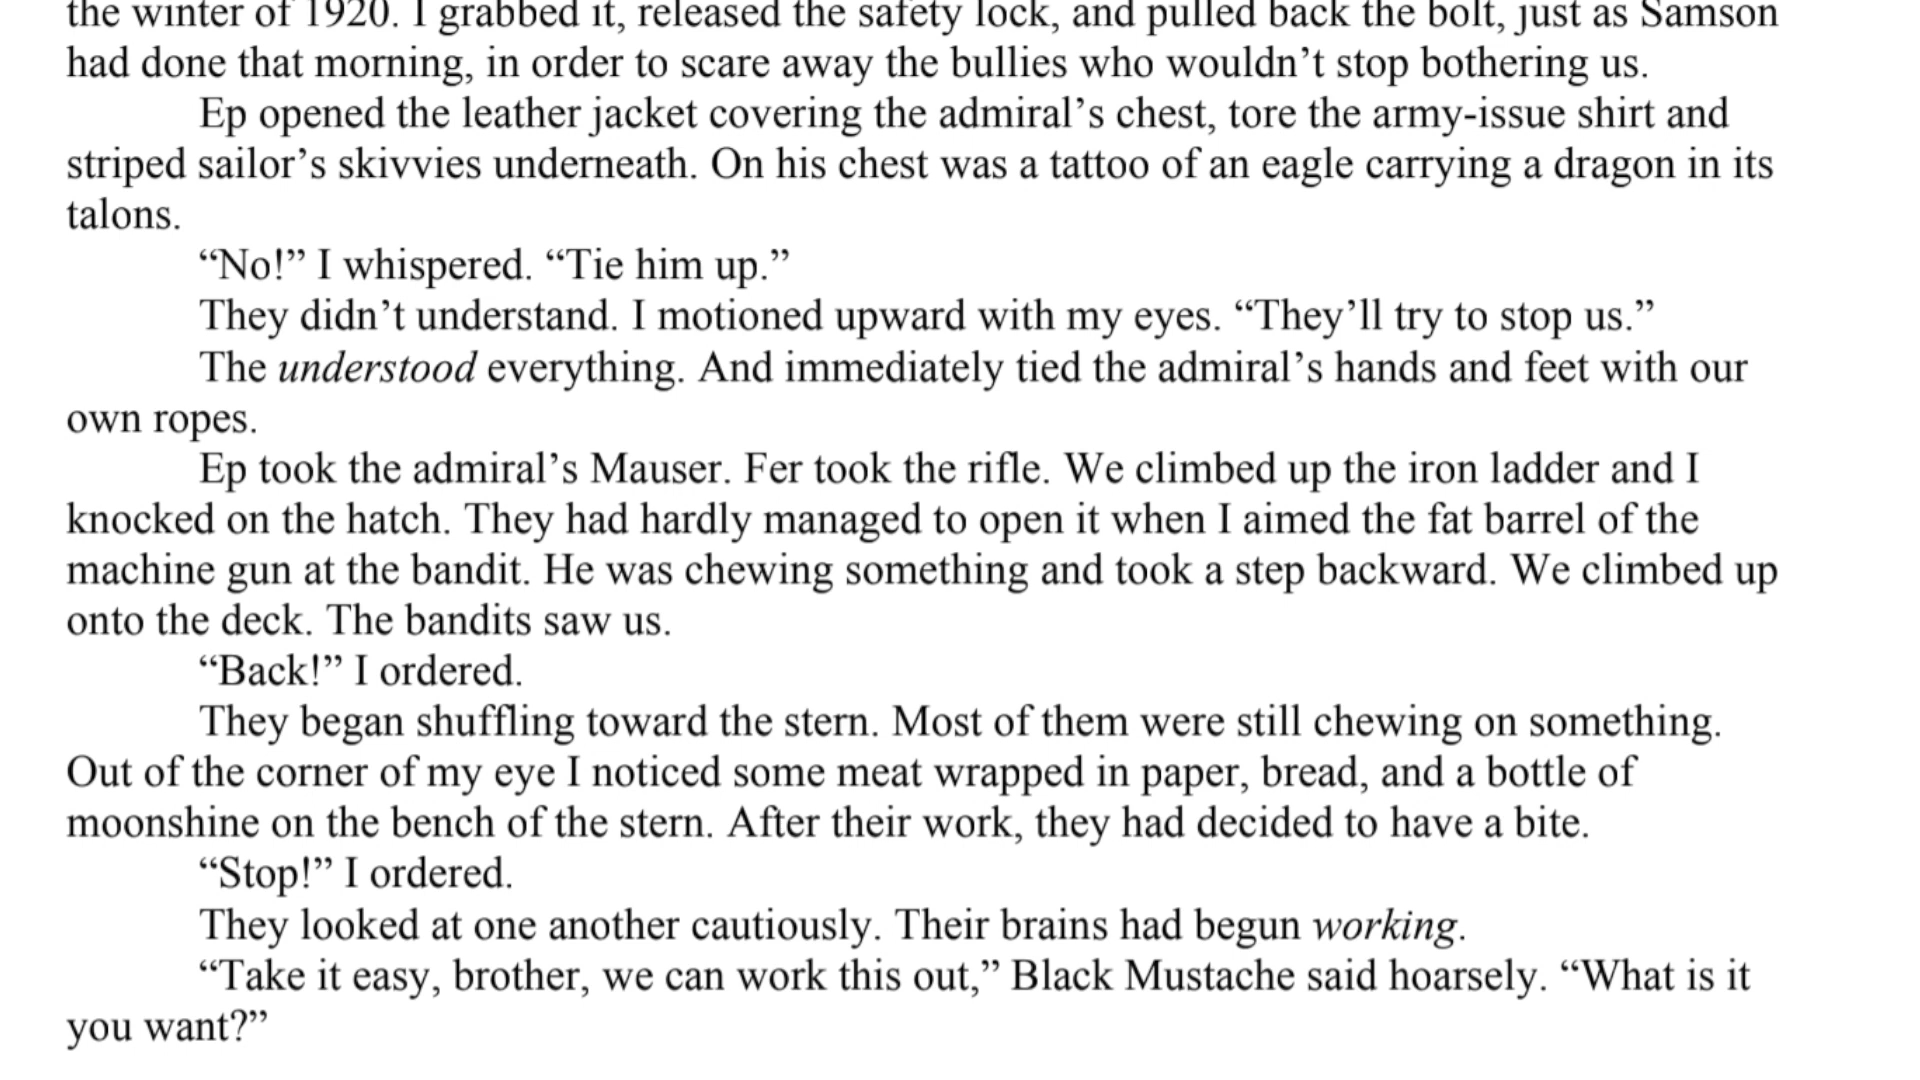 the winter of 1920. I grabbed it, released the safety lock, and pulled back the bolt, just as Samson
had done that morning, in order to scare away the bullies who wouldn’t stop bothering us.
Ep opened the leather jacket covering the admiral’s chest, tore the army-issue shirt and
striped sailor’s skivvies underneath. On his chest was a tattoo of an eagle carrying a dragon in its
talons.
“No!” I whispered. “Tie him up.”
They didn’t understand. I motioned upward with my eyes. “They’ll try to stop us.”
The understood everything. And immediately tied the admiral’s hands and feet with our
own ropes.
Ep took the admiral’s Mauser. Fer took the rifle. We climbed up the iron ladder and I
knocked on the hatch. They had hardly managed to open it when I aimed the fat barrel of the
machine gun at the bandit. He was chewing something and took a step backward. We climbed up
onto the deck. The bandits saw us.
“Back!” I ordered.
They began shuffling toward the stern. Most of them were still chewing on something.
Out of the corner of my eye I noticed some meat wrapped in paper, bread, and a bottle of
moonshine on the bench of the stern. After their work, they had decided to have a bite.
“Stop!” I ordered.
They looked at one another cautiously. Their brains had begun working.
“Take it easy, brother, we can work this out,” Black Mustache said hoarsely. “What is it
you want?”